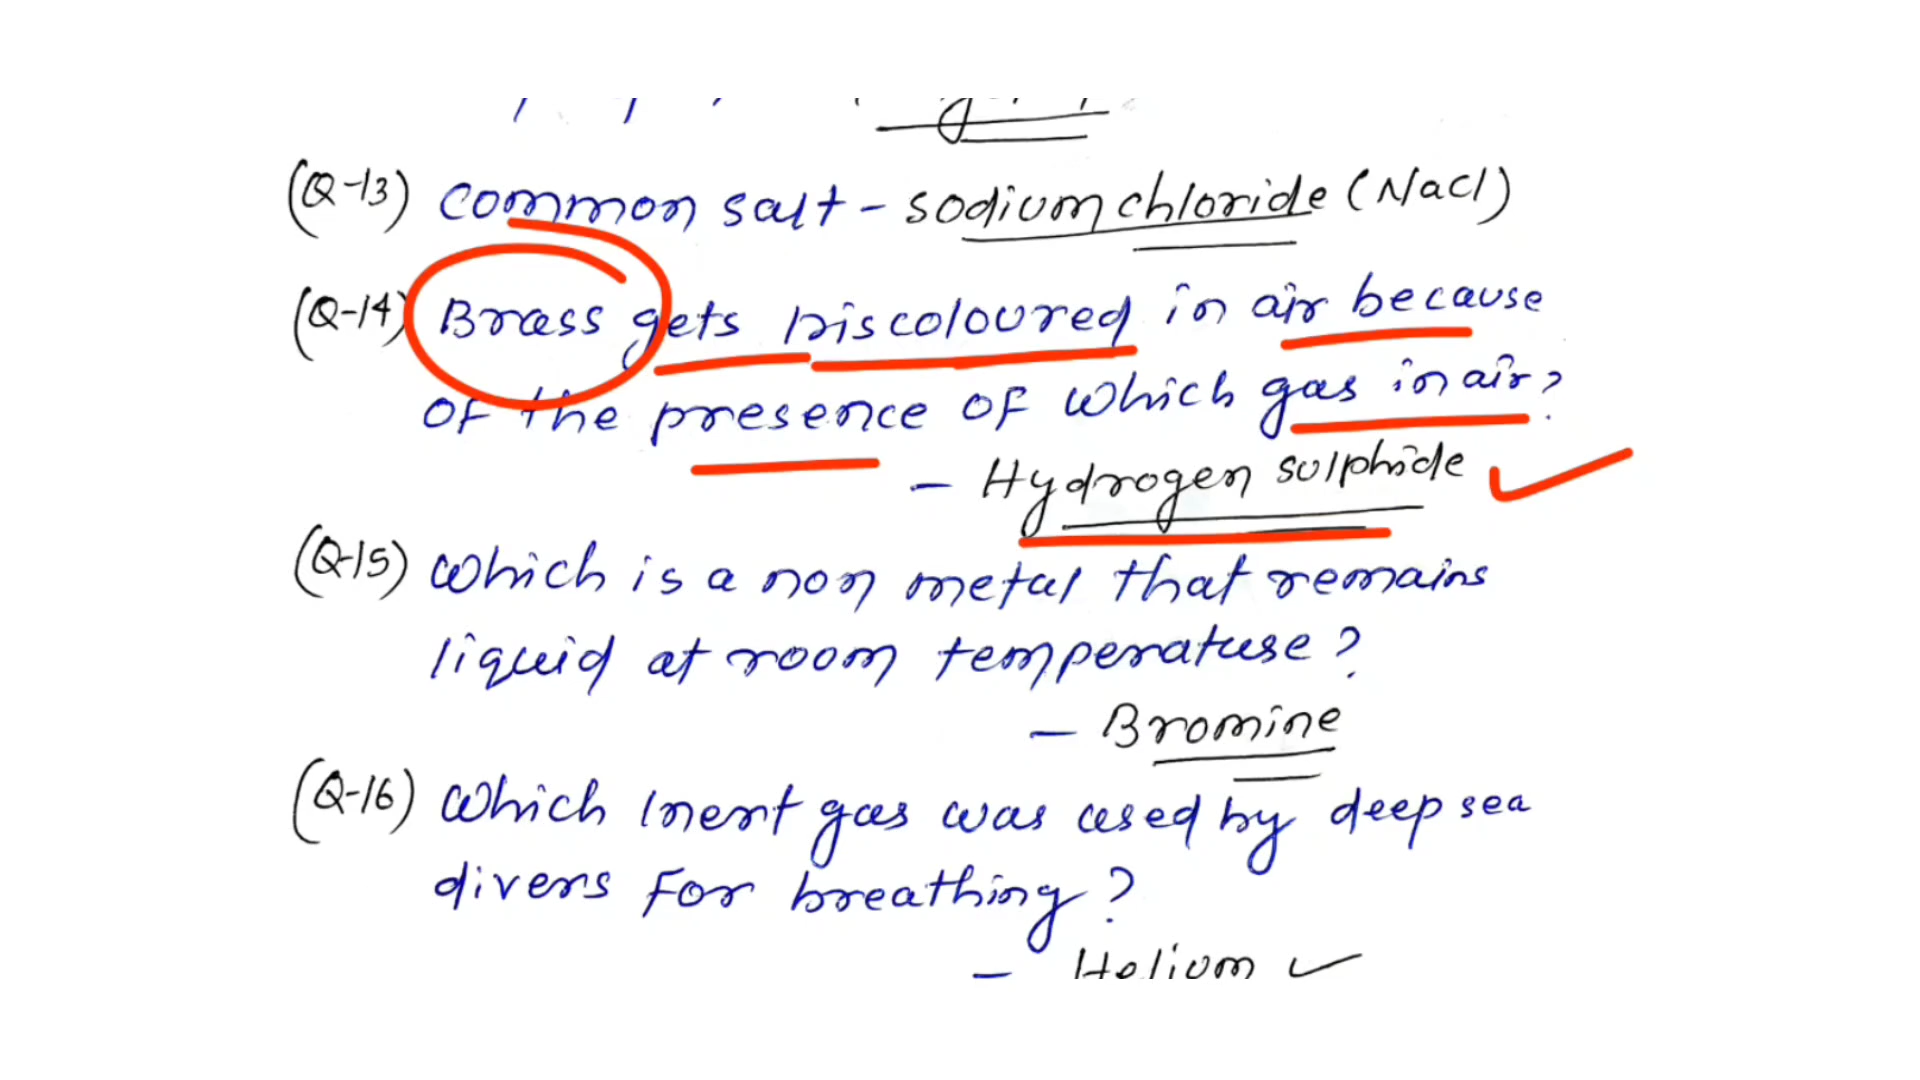 (Q-13) Common salt - sodium chloride (NaCl)
(Q-14) Brass gets Discoloured in air because
of the presence of which gas in air?
- Hydrogen sulphide
(Q-15) Which is a non metal that remains
liquid at room temperature?
- Bromine
(Q-16) Which Inert gas was used by deep sea
divers for breathing?
- Helium